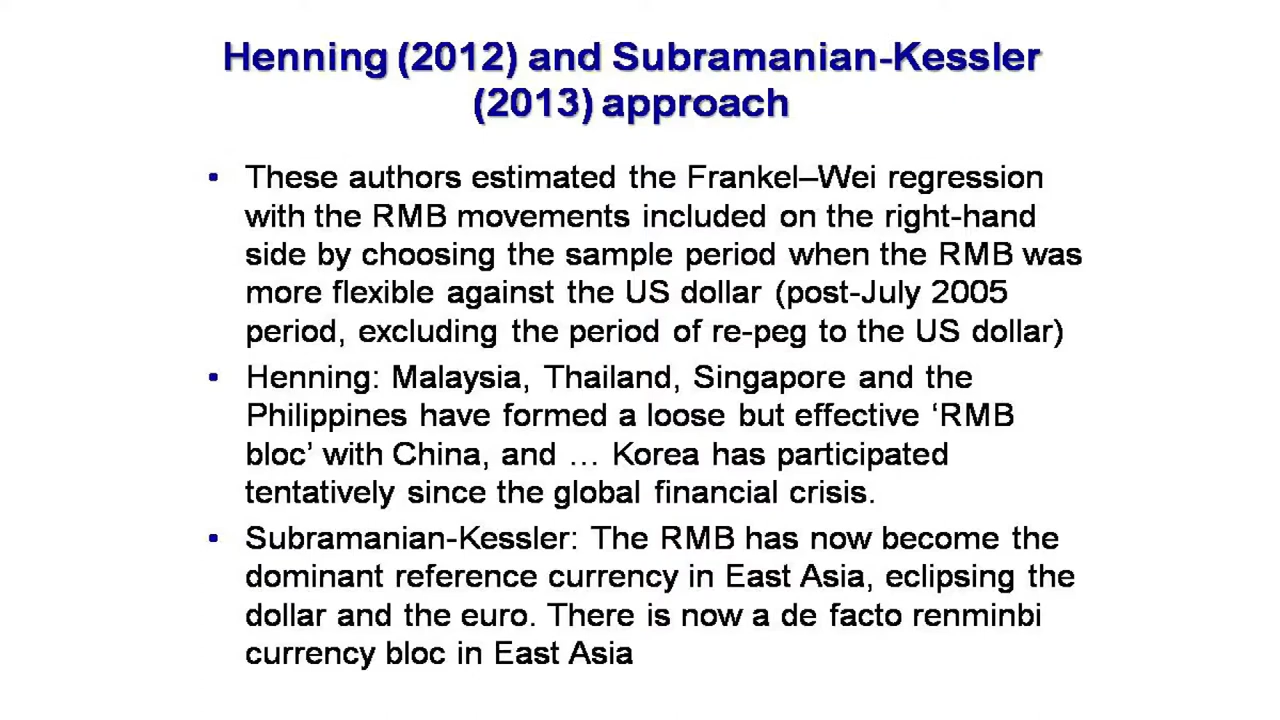 Henning (2012) and Subramanian-Kessler
(2013) approach
• These authors estimated the Frankel–Wei regression
with the RMB movements included on the right-hand
side by choosing the sample period when the RMB was
more flexible against the US dollar (post-July 2005
period, excluding the period of re-peg to the US dollar)
• Henning: Malaysia, Thailand, Singapore and the
Philippines have formed a loose but effective ‘RMB
bloc’ with China, and … Korea has participated
tentatively since the global financial crisis.
• Subramanian-Kessler: The RMB has now become the
dominant reference currency in East Asia, eclipsing the
dollar and the euro. There is now a de facto renminbi
currency bloc in East Asia